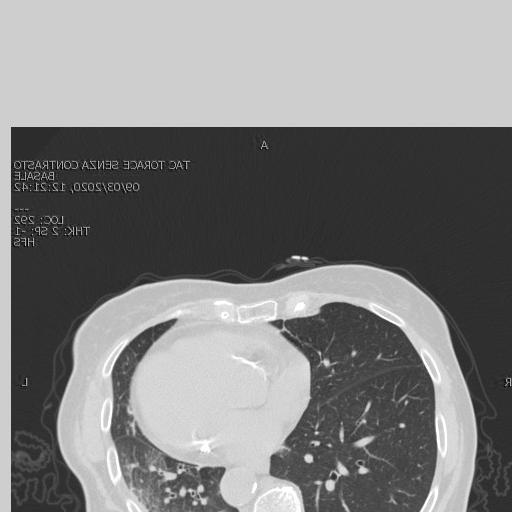 A
TAC TORACE SENZA CONTRASTO
BASALE
09/03/2020, 12:21:42
---
LOC: 292
THK: 2 SP: -1
HFS
L
R